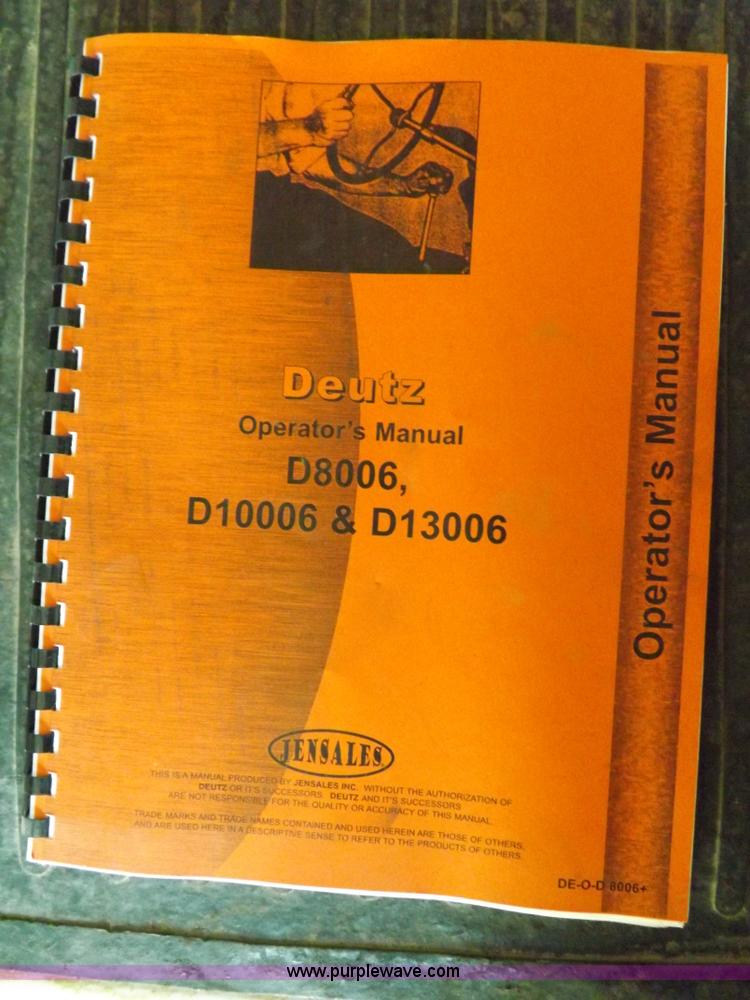 Deutz
Operator's Manual
D8006,
D10006 & D13006
Operator's Manual
JENSALES
THIS IS A MANUAL PRODUCED BY JENSALES INC. WITHOUT THE AUTHORIZATION OF
DEUTZ OR IT'S SUCCESSORS. DEUTZ AND IT'S SUCCESSORS
ARE NOT RESPONSIBLE FOR THE QUALITY OR ACCURACY OF THIS MANUAL.
TRADE MARKS AND TRADE NAMES CONTAINED AND USED HEREIN ARE THOSE OF OTHERS,
AND ARE USED HERE IN A DESCRIPTIVE SENSE TO REFER TO THE PRODUCTS OF OTHERS.
DE-O-D 8006+
www.purplewave.com